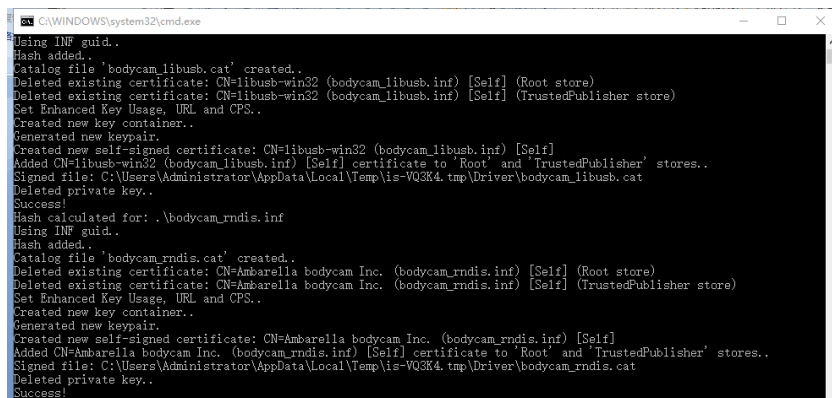 C:\WINDOWS\system32\cmd.exe
Using INF guid..
Hash added..
Catalog file 'bodycam_libusb.cat' created..
Deleted existing certificate: CN=libusb-win32 (bodycam_libusb.inf) [Self] (Root store)
Deleted existing certificate: CN=libusb-win32 (bodycam_libusb.inf) [Self] (TrustedPublisher store)
Set Enhanced Key Usage, URL and CPS..
Created new key container..
Generated new keypair.
Created new self-signed certificate: CN=libusb-win32 (bodycam_libusb.inf) [Self]
Added CN=libusb-win32 (bodycam_libusb.inf) [Self] certificate to 'Root' and 'TrustedPublisher' stores..
Signed file: C:\Users\Administrator\AppData\Local\Temp\is-VQ3K4.tmp\Driver\bodycam_libusb.cat
Deleted private key..
Success!
Hash calculated for: .\bodycam_rndis.inf
Using INF guid..
Hash added..
Catalog file 'bodycam_rndis.cat' created..
Deleted existing certificate: CN=Ambarella bodycam Inc. (bodycam_rndis.inf) [Self] (Root store)
Deleted existing certificate: CN=Ambarella bodycam Inc. (bodycam_rndis.inf) [Self] (TrustedPublisher store)
Set Enhanced Key Usage, URL and CPS..
Created new key container..
Generated new keypair.
Created new self-signed certificate: CN=Ambarella bodycam Inc. (bodycam_rndis.inf) [Self]
Added CN=Ambarella bodycam Inc. (bodycam_rndis.inf) [Self] certificate to 'Root' and 'TrustedPublisher' stores..
Signed file: C:\Users\Administrator\AppData\Local\Temp\is-VQ3K4.tmp\Driver\bodycam_rndis.cat
Deleted private key..
Success!